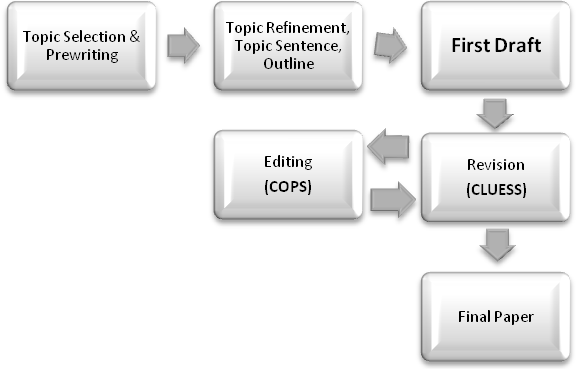 Topic Selection &
Prewriting
Topic Refinement,
Topic Sentence,
Outline
First Draft
Editing
(COPS)
Revision
(CLUESS)
Final Paper